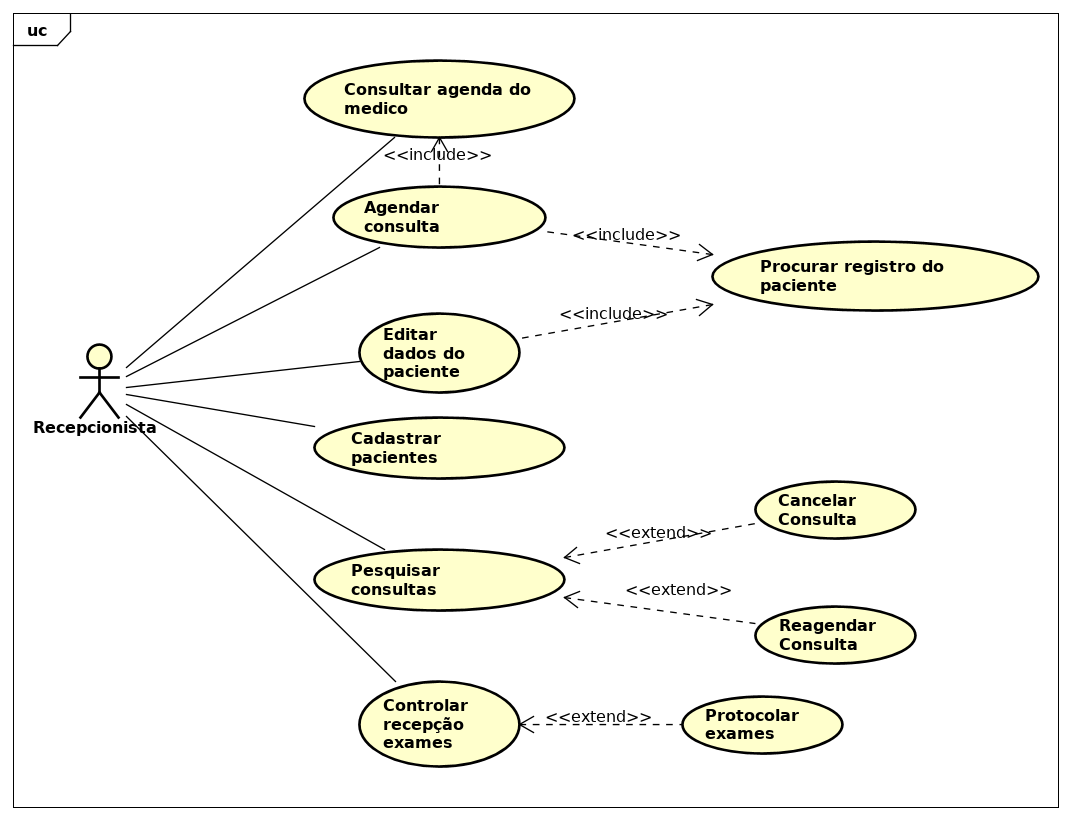 uc
Consultar agenda do
medico
<<include>>
Agendar
consulta
<<include>>
Procurar registro do
paciente
<<include>>
Editar
dados do
paciente
Recepcionista
Cadastrar
pacientes
Cancelar
Consulta
<<extend>>
Pesquisar
consultas
<<extend>>
Reagendar
Consulta
Controlar
recepção
exames
<<extend>>
Protocolar
exames